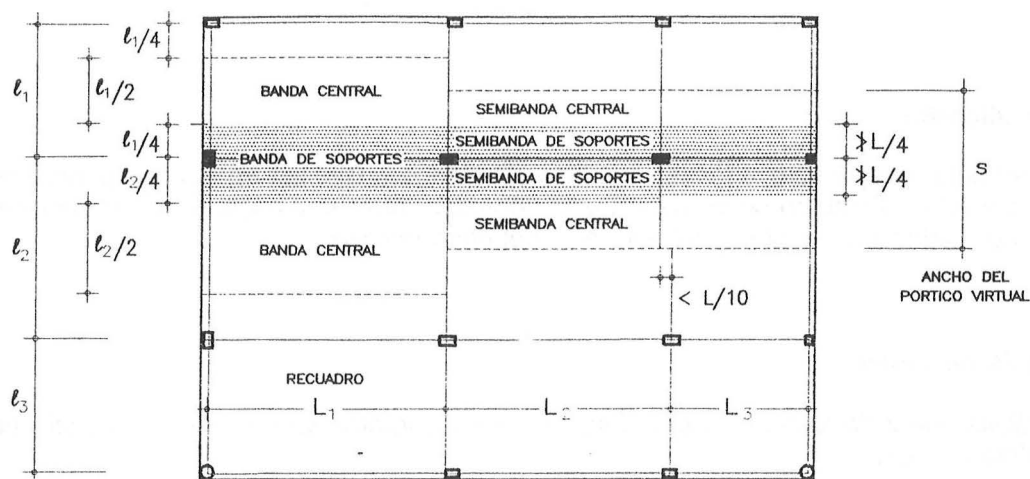 ℓ₁/4
ℓ₁
ℓ₁/2
BANDA CENTRAL
SEMIBANDA CENTRAL
ℓ₁/4
SEMIBANDA DE SOPORTES
≯L/4
BANDA DE SOPORTES
S
ℓ₂/4
SEMIBANDA DE SOPORTES
≯L/4
SEMIBANDA CENTRAL
ℓ₂
ℓ₂/2
BANDA CENTRAL
ANCHO DEL
PORTICO VIRTUAL
< L/10
RECUADRO
ℓ₃
L₁
L₂
L₃